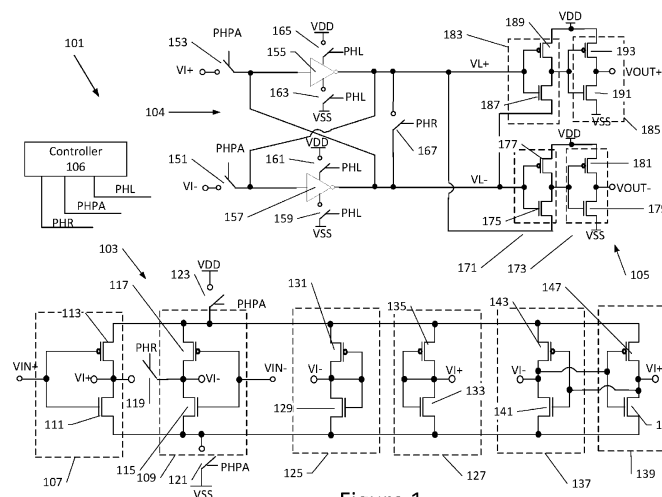 101
153
PHPA
VI+
165
VDD
155
PHL
163
PHL
VSS
104
VDD
161
PHL
151
PHPA
VI-
157
159
PHL
VSS
PHR
167
VL+
VL-
183
189
187
VDD
193
VOUT+
191
VSS
185
VDD
177
181
VOUT-
175
VSS
171
173
105
Controller
106
PHL
PHPA
PHR
103
113
117
123
VDD
PHPA
131
135
143
147
VIN+
PHR
VI+
119
VI-
VIN-
VI-
VI+
VI-
VI+
111
115
129
133
141
107
109
121
VSS
PHPA
125
127
137
139